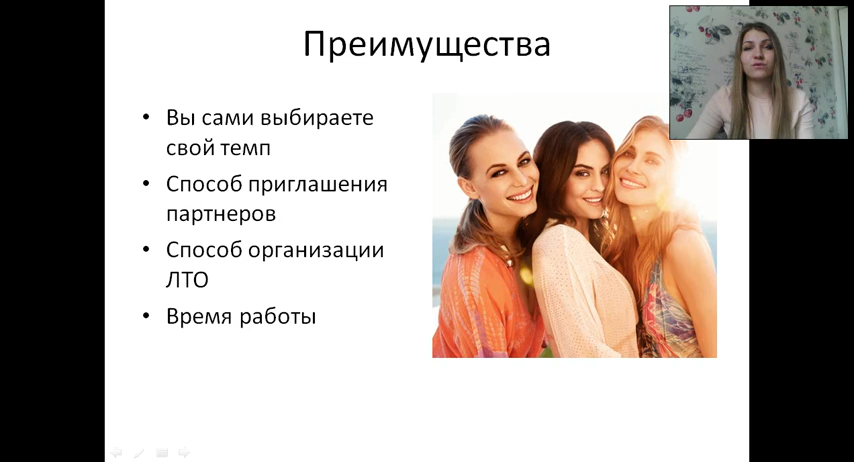 Преимущества
• Вы сами выбираете
свой темп
• Способ приглашения
партнеров
• Способ организации
ЛТО
• Время работы